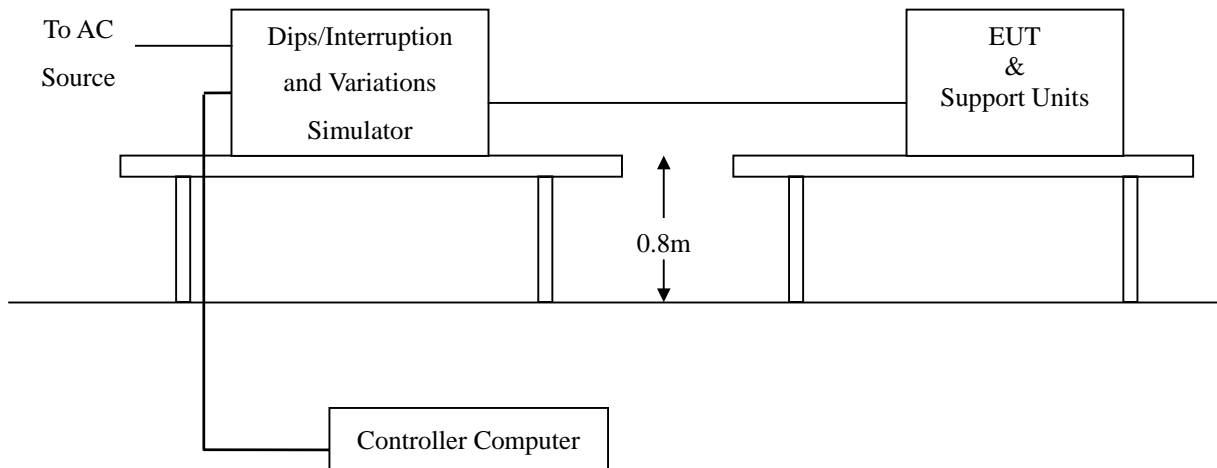 To AC
Source
Dips/Interruption
and Variations
Simulator
EUT
&
Support Units
0.8m
Controller Computer